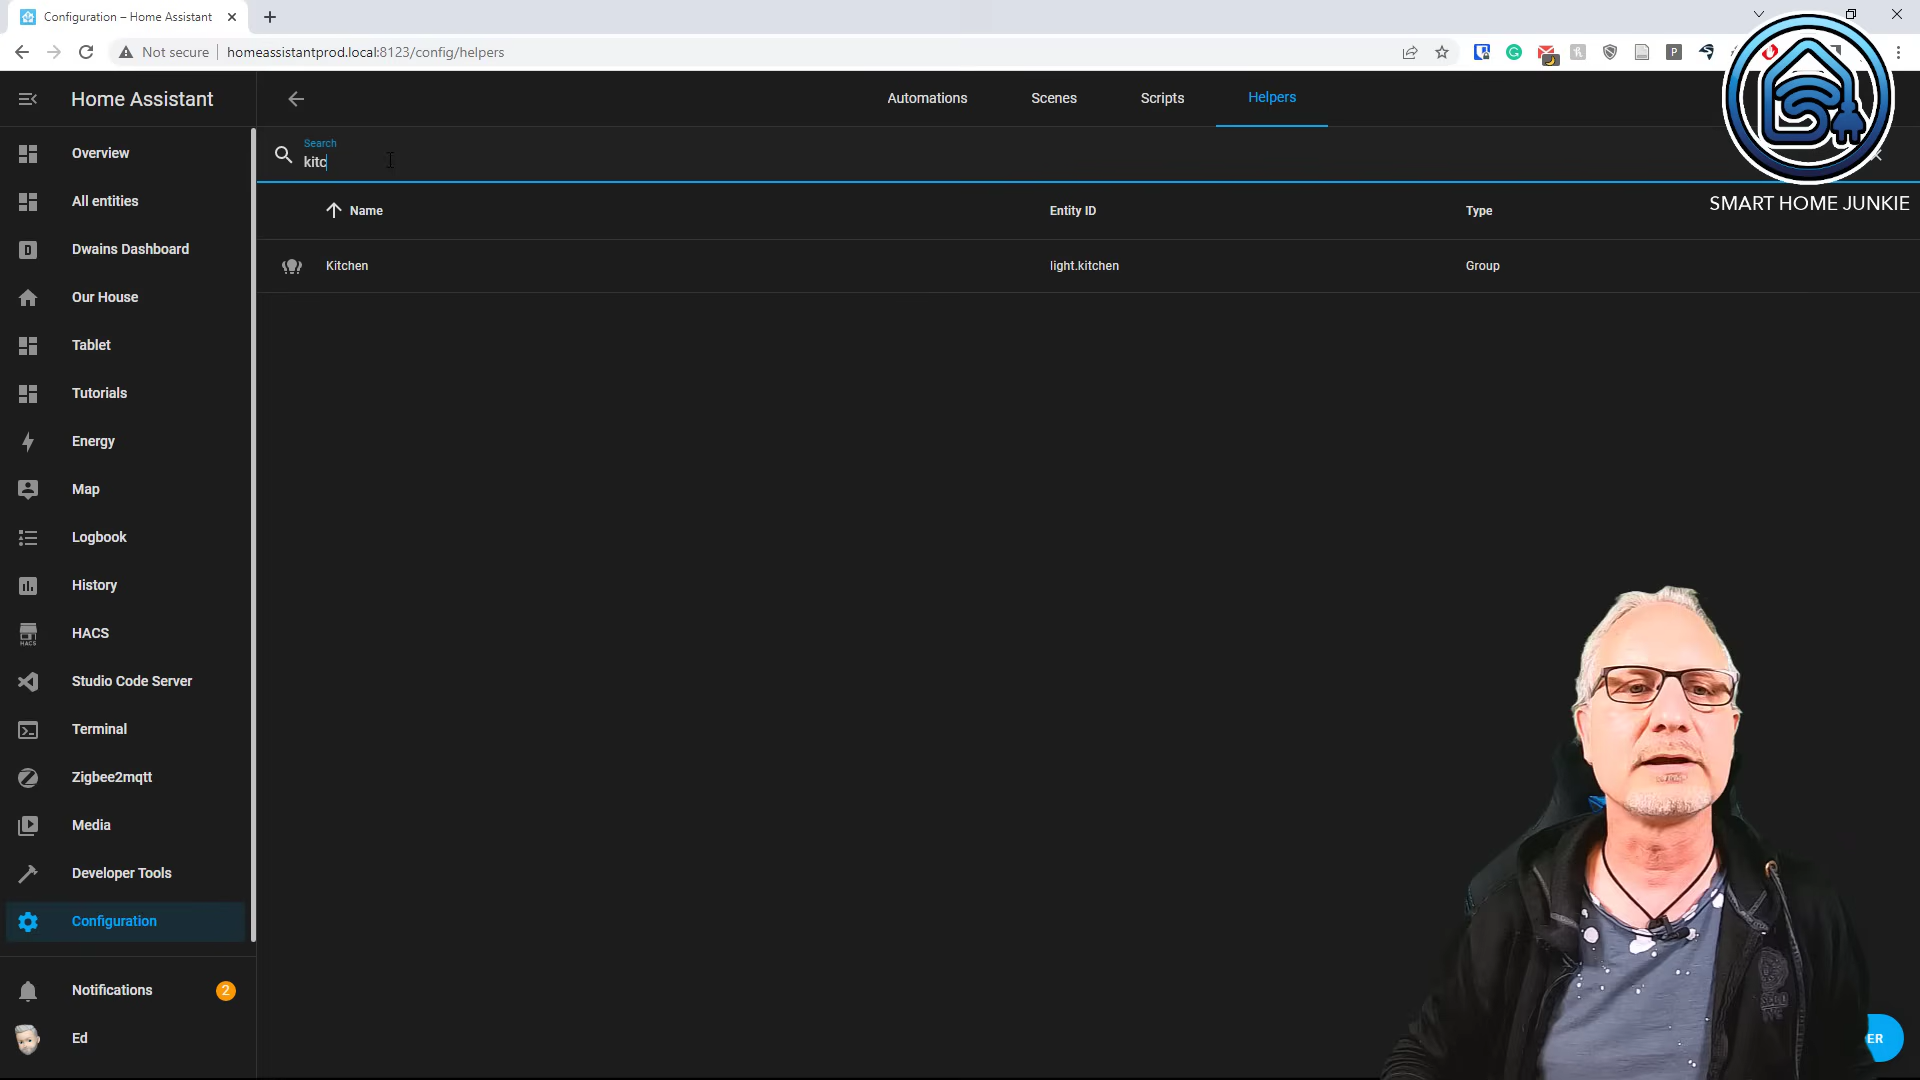 Configuration – Home Assistant
Not secure
homeassistantprod.local:8123/config/helpers
P
Home Assistant
Automations
Scenes
Scripts
Helpers
Search
kitc
SMART HOME JUNKIE
Name
Entity ID
Type
Kitchen
light.kitchen
Group
Overview
All entities
D
Dwains Dashboard
Our House
Tablet
Tutorials
Energy
Map
Logbook
History
HACS
HACS
Studio Code Server
Terminal
Zigbee2mqtt
Media
Developer Tools
Configuration
Notifications
2
Ed
ER